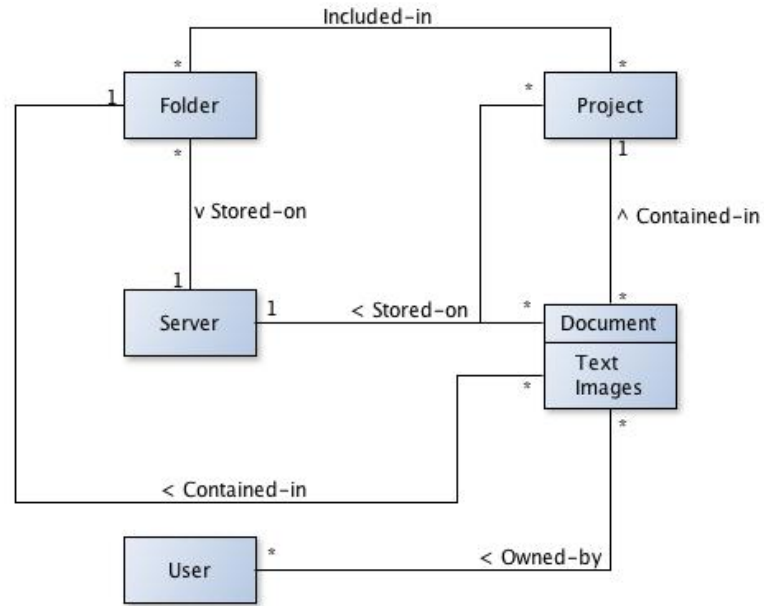 Included-in
* *
1 Folder * Project
* 1
v Stored-on ^ Contained-in
1 *
Server 1 < Stored-on * Document
Text
* Images
*
< Contained-in
User * < Owned-by